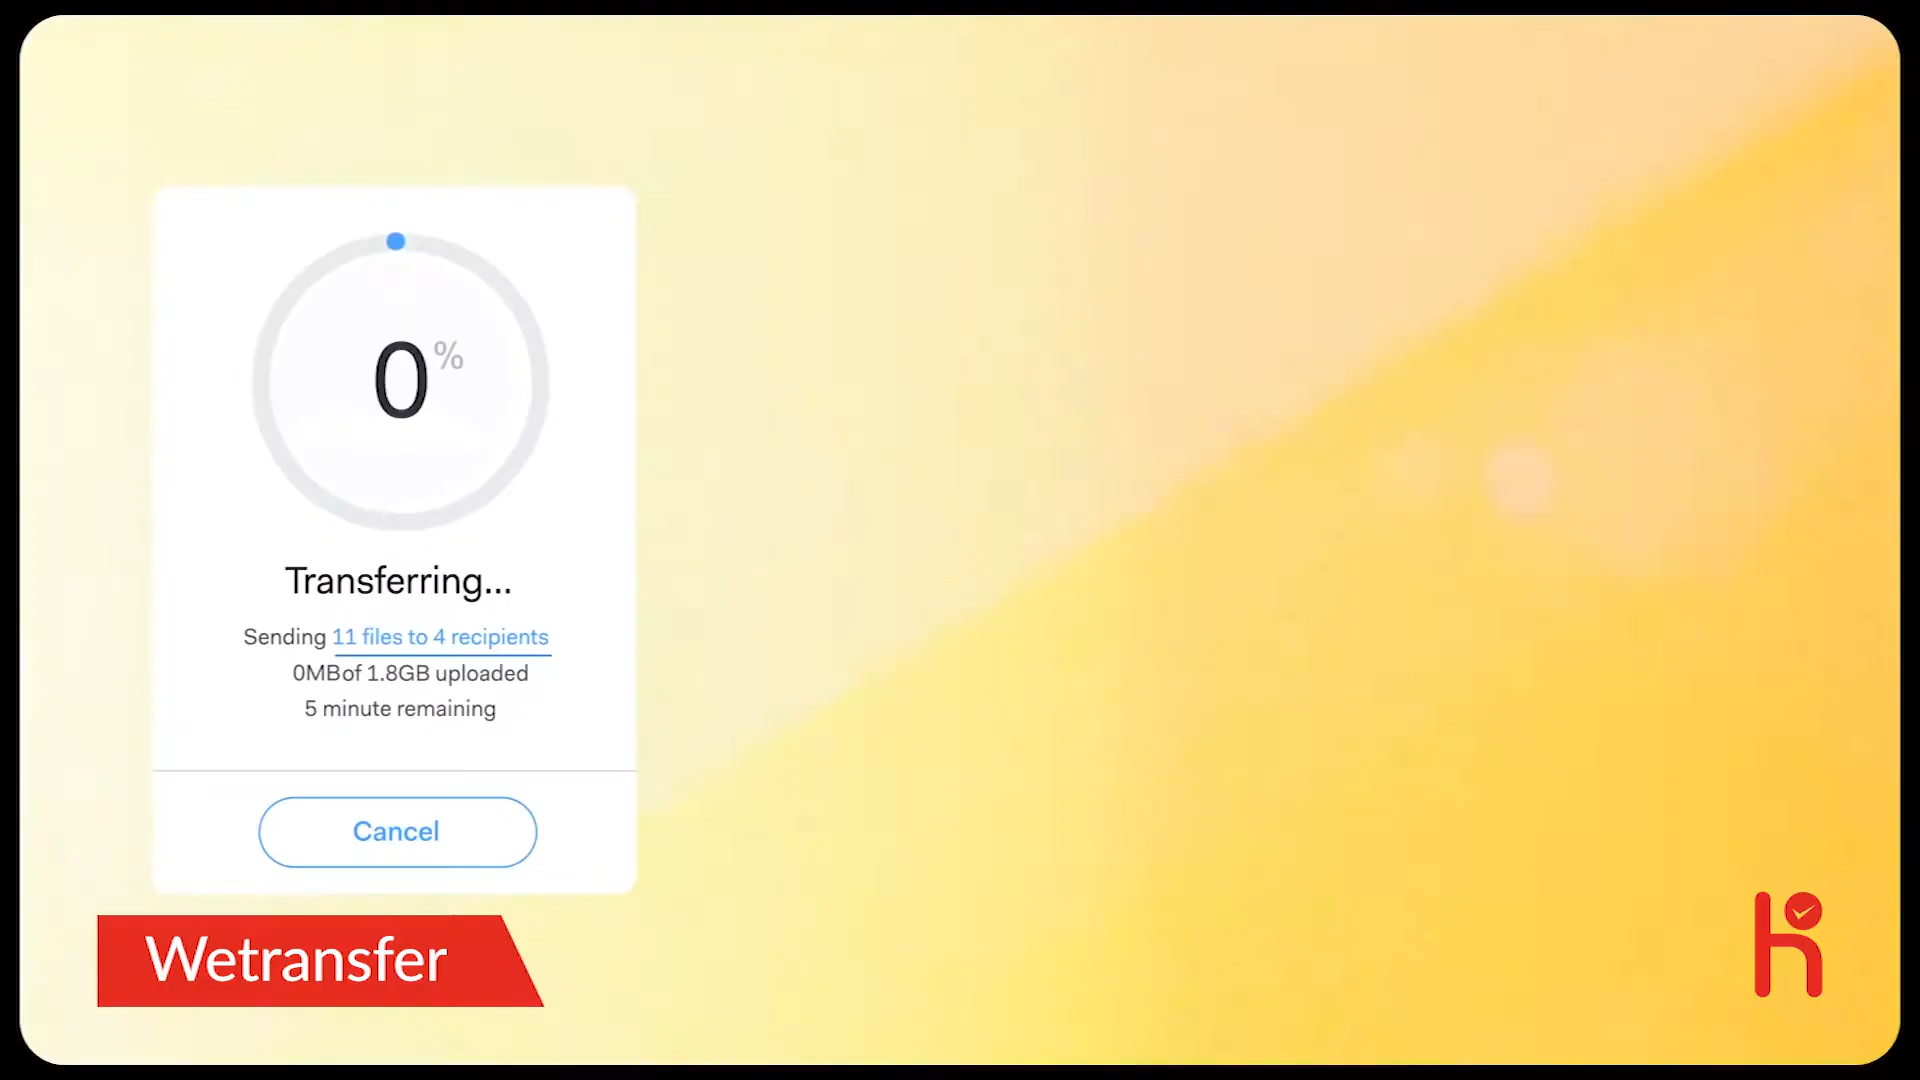 0%
Transferring...
Sending 11 files to 4 recipients
0MBof 1.8GB uploaded
5 minute remaining
Cancel
Wetransfer